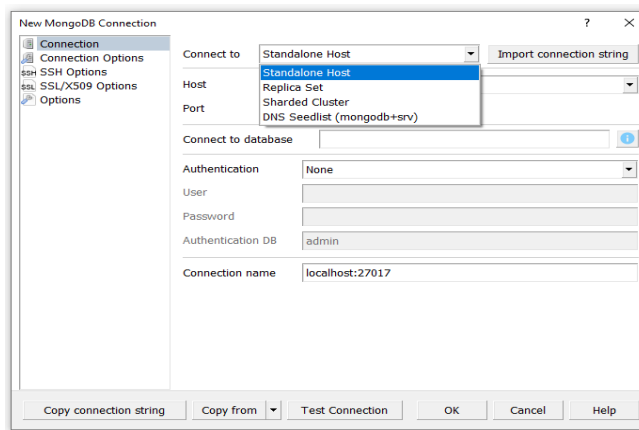 New MongoDB Connection ? ×
Connection
Connection Options
SSH SSH Options
SSL SSL/X509 Options
Options
Connect to Standalone Host Import connection string
Standalone Host
Replica Set
Sharded Cluster
DNS Seedlist (mongodb+srv)
Host
Port
Connect to database
Authentication None
User
Password
Authentication DB admin
Connection name localhost:27017
Copy connection string Copy from Test Connection OK Cancel Help